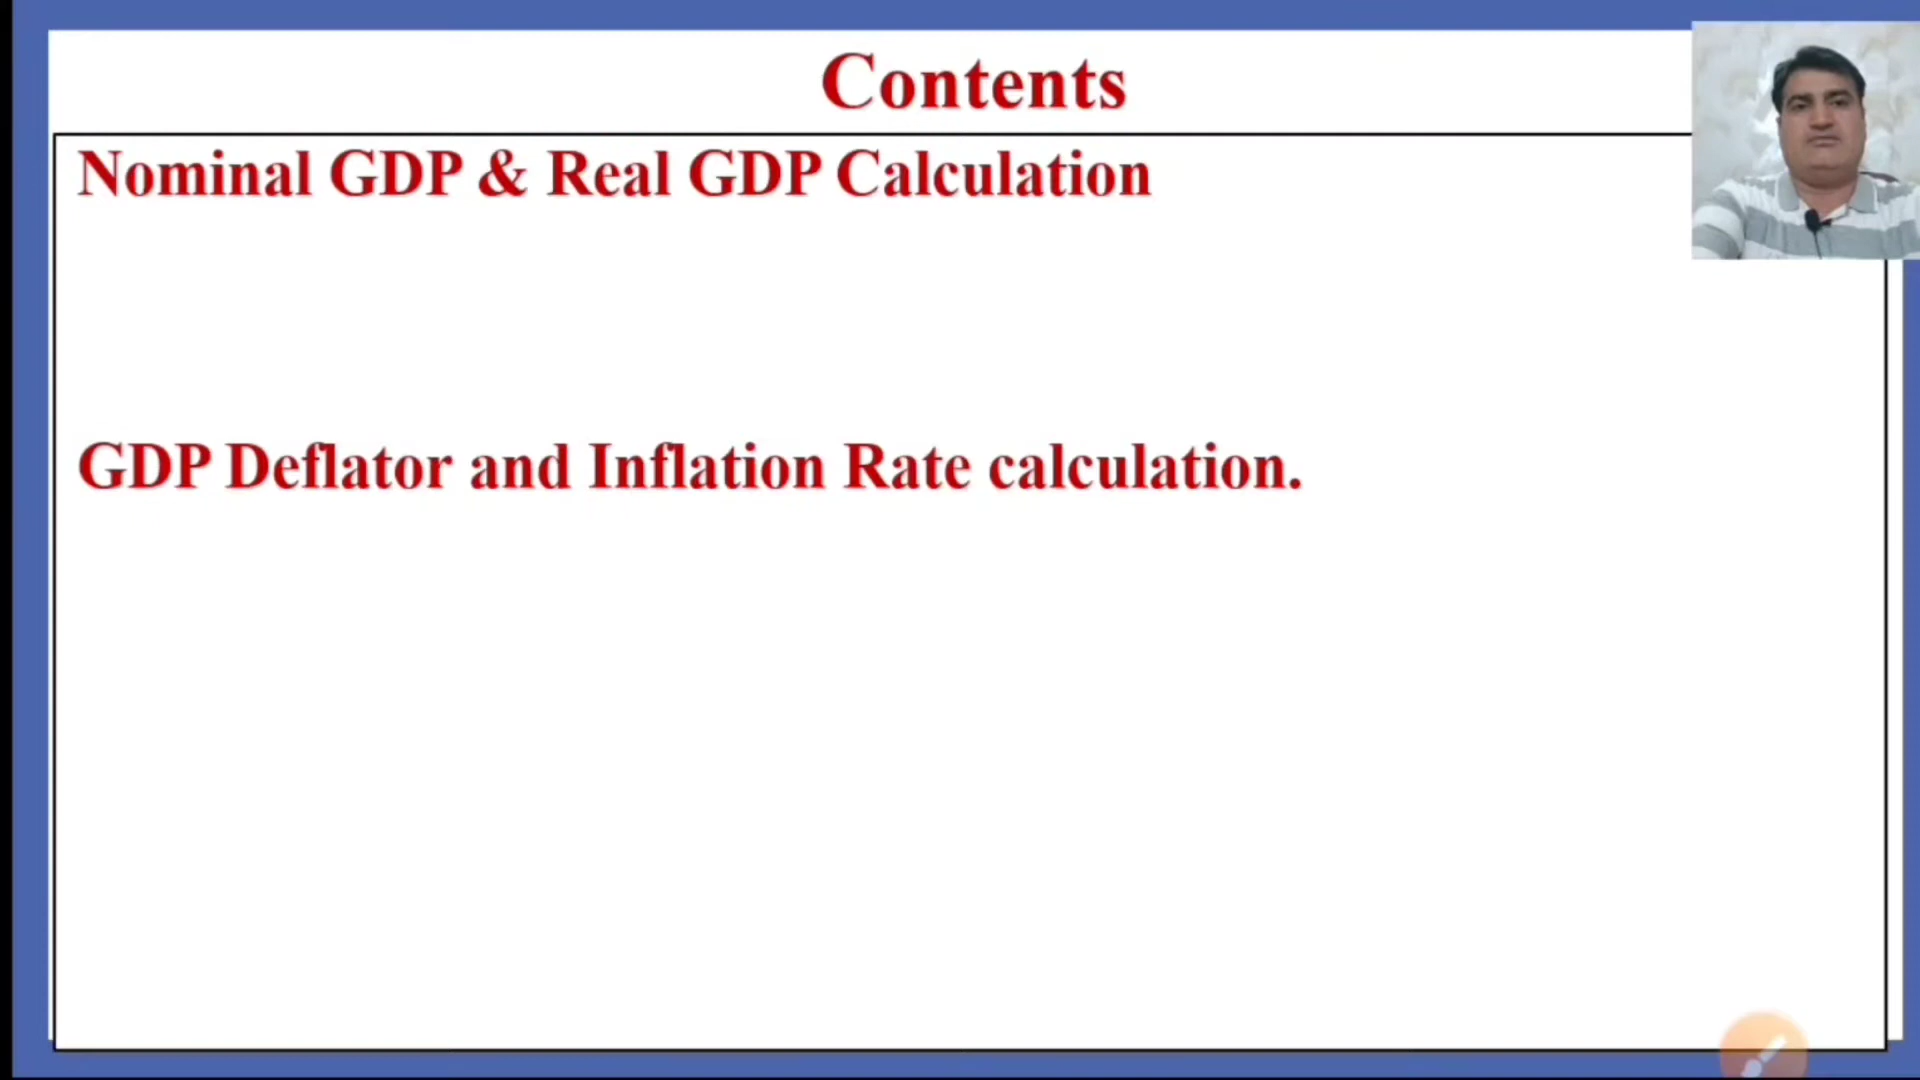 Contents
Nominal GDP & Real GDP Calculation
GDP Deflator and Inflation Rate calculation.